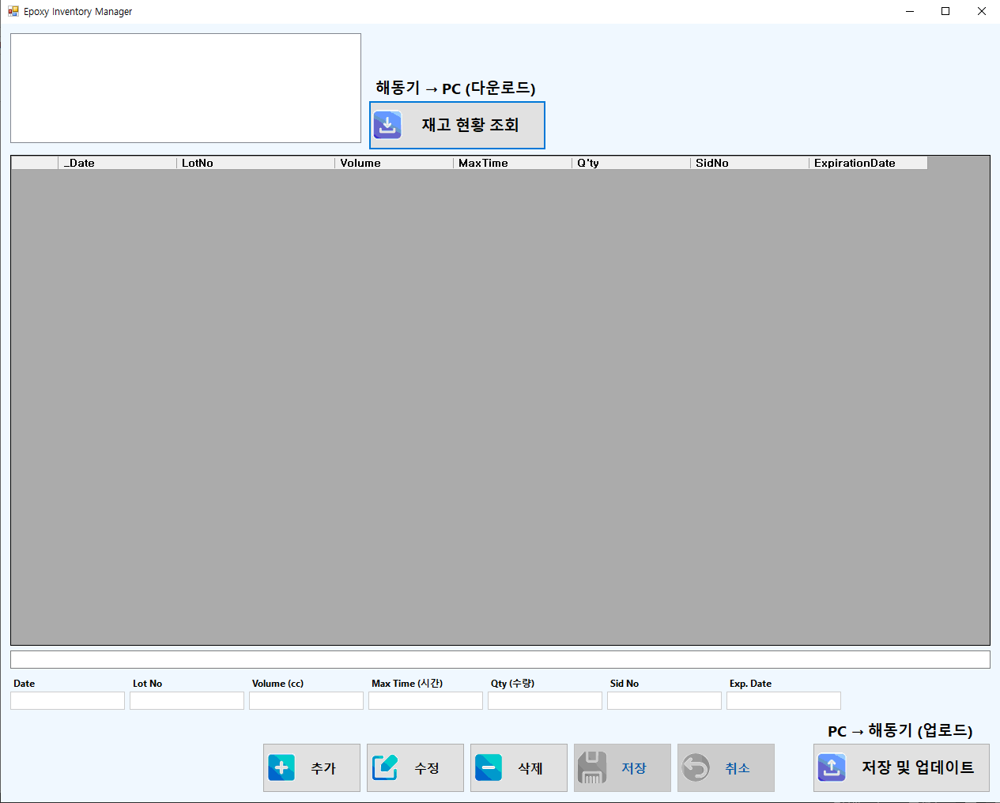 Epoxy Inventory Manager
해동기 → PC (다운로드)
재고 현황 조회
_Date LotNo Volume MaxTime Q'ty SidNo ExpirationDate
Date Lot No Volume (cc) Max Time (시간) Qty (수량) Sid No Exp. Date
PC → 해동기 (업로드)
추가 수정 삭제 저장 취소 저장 및 업데이트